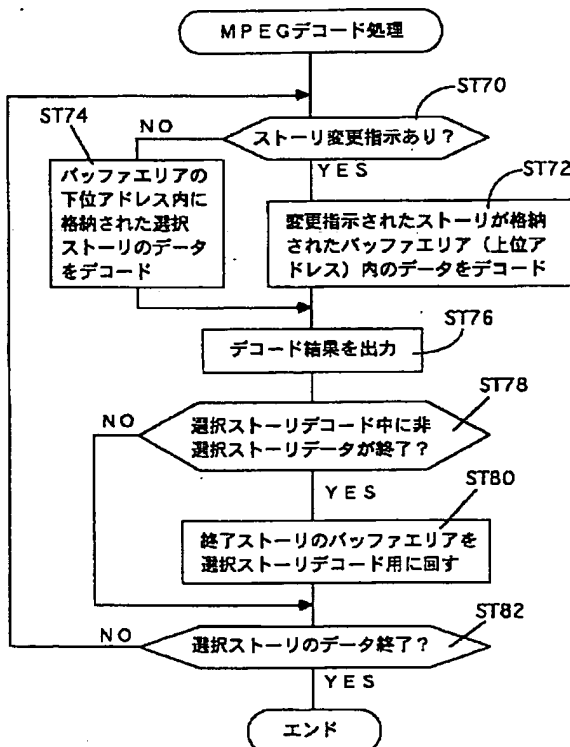 MPEGデコード処理
ST70
ストーリ変更指示あり?
NO
YES
ST74
バッファエリアの
下位アドレス内に
格納された選択
ストーリのデータ
をデコード
ST72
変更指示されたストーリが格納
されたバッファエリア(上位ア
ドレス)内のデータをデコード
ST76
デコード結果を出力
ST78
選択ストーリデコード中に非
選択ストーリデータが終了?
NO
YES
ST80
終了ストーリのバッファエリアを
選択ストーリデコード用に回す
ST82
選択ストーリのデータ終了?
NO
YES
エンド